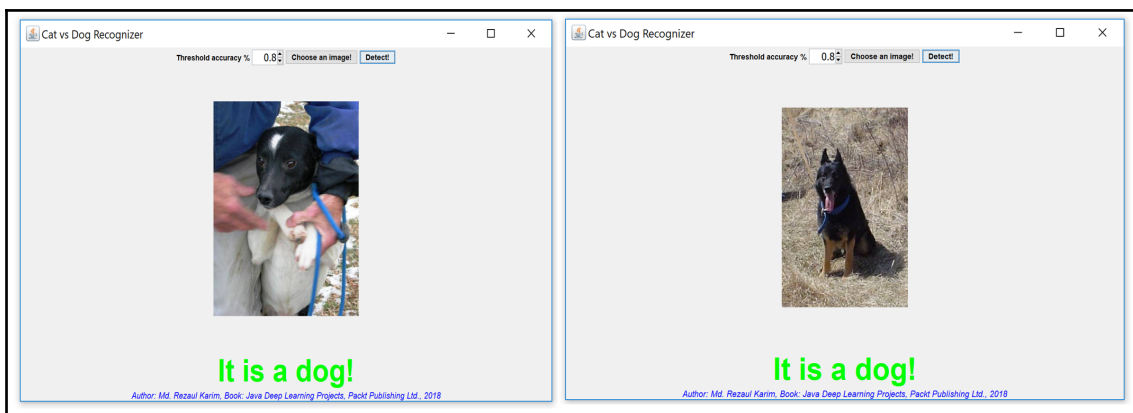 Cat vs Dog Recognizer
Threshold accuracy % 0.8 Choose an image! Detect!
It is a dog!
Author: Md. Rezaul Karim, Book: Java Deep Learning Projects, Packt Publishing Ltd., 2018
Cat vs Dog Recognizer
Threshold accuracy % 0.8 Choose an image! Detect!
It is a dog!
Author: Md. Rezaul Karim, Book: Java Deep Learning Projects, Packt Publishing Ltd., 2018